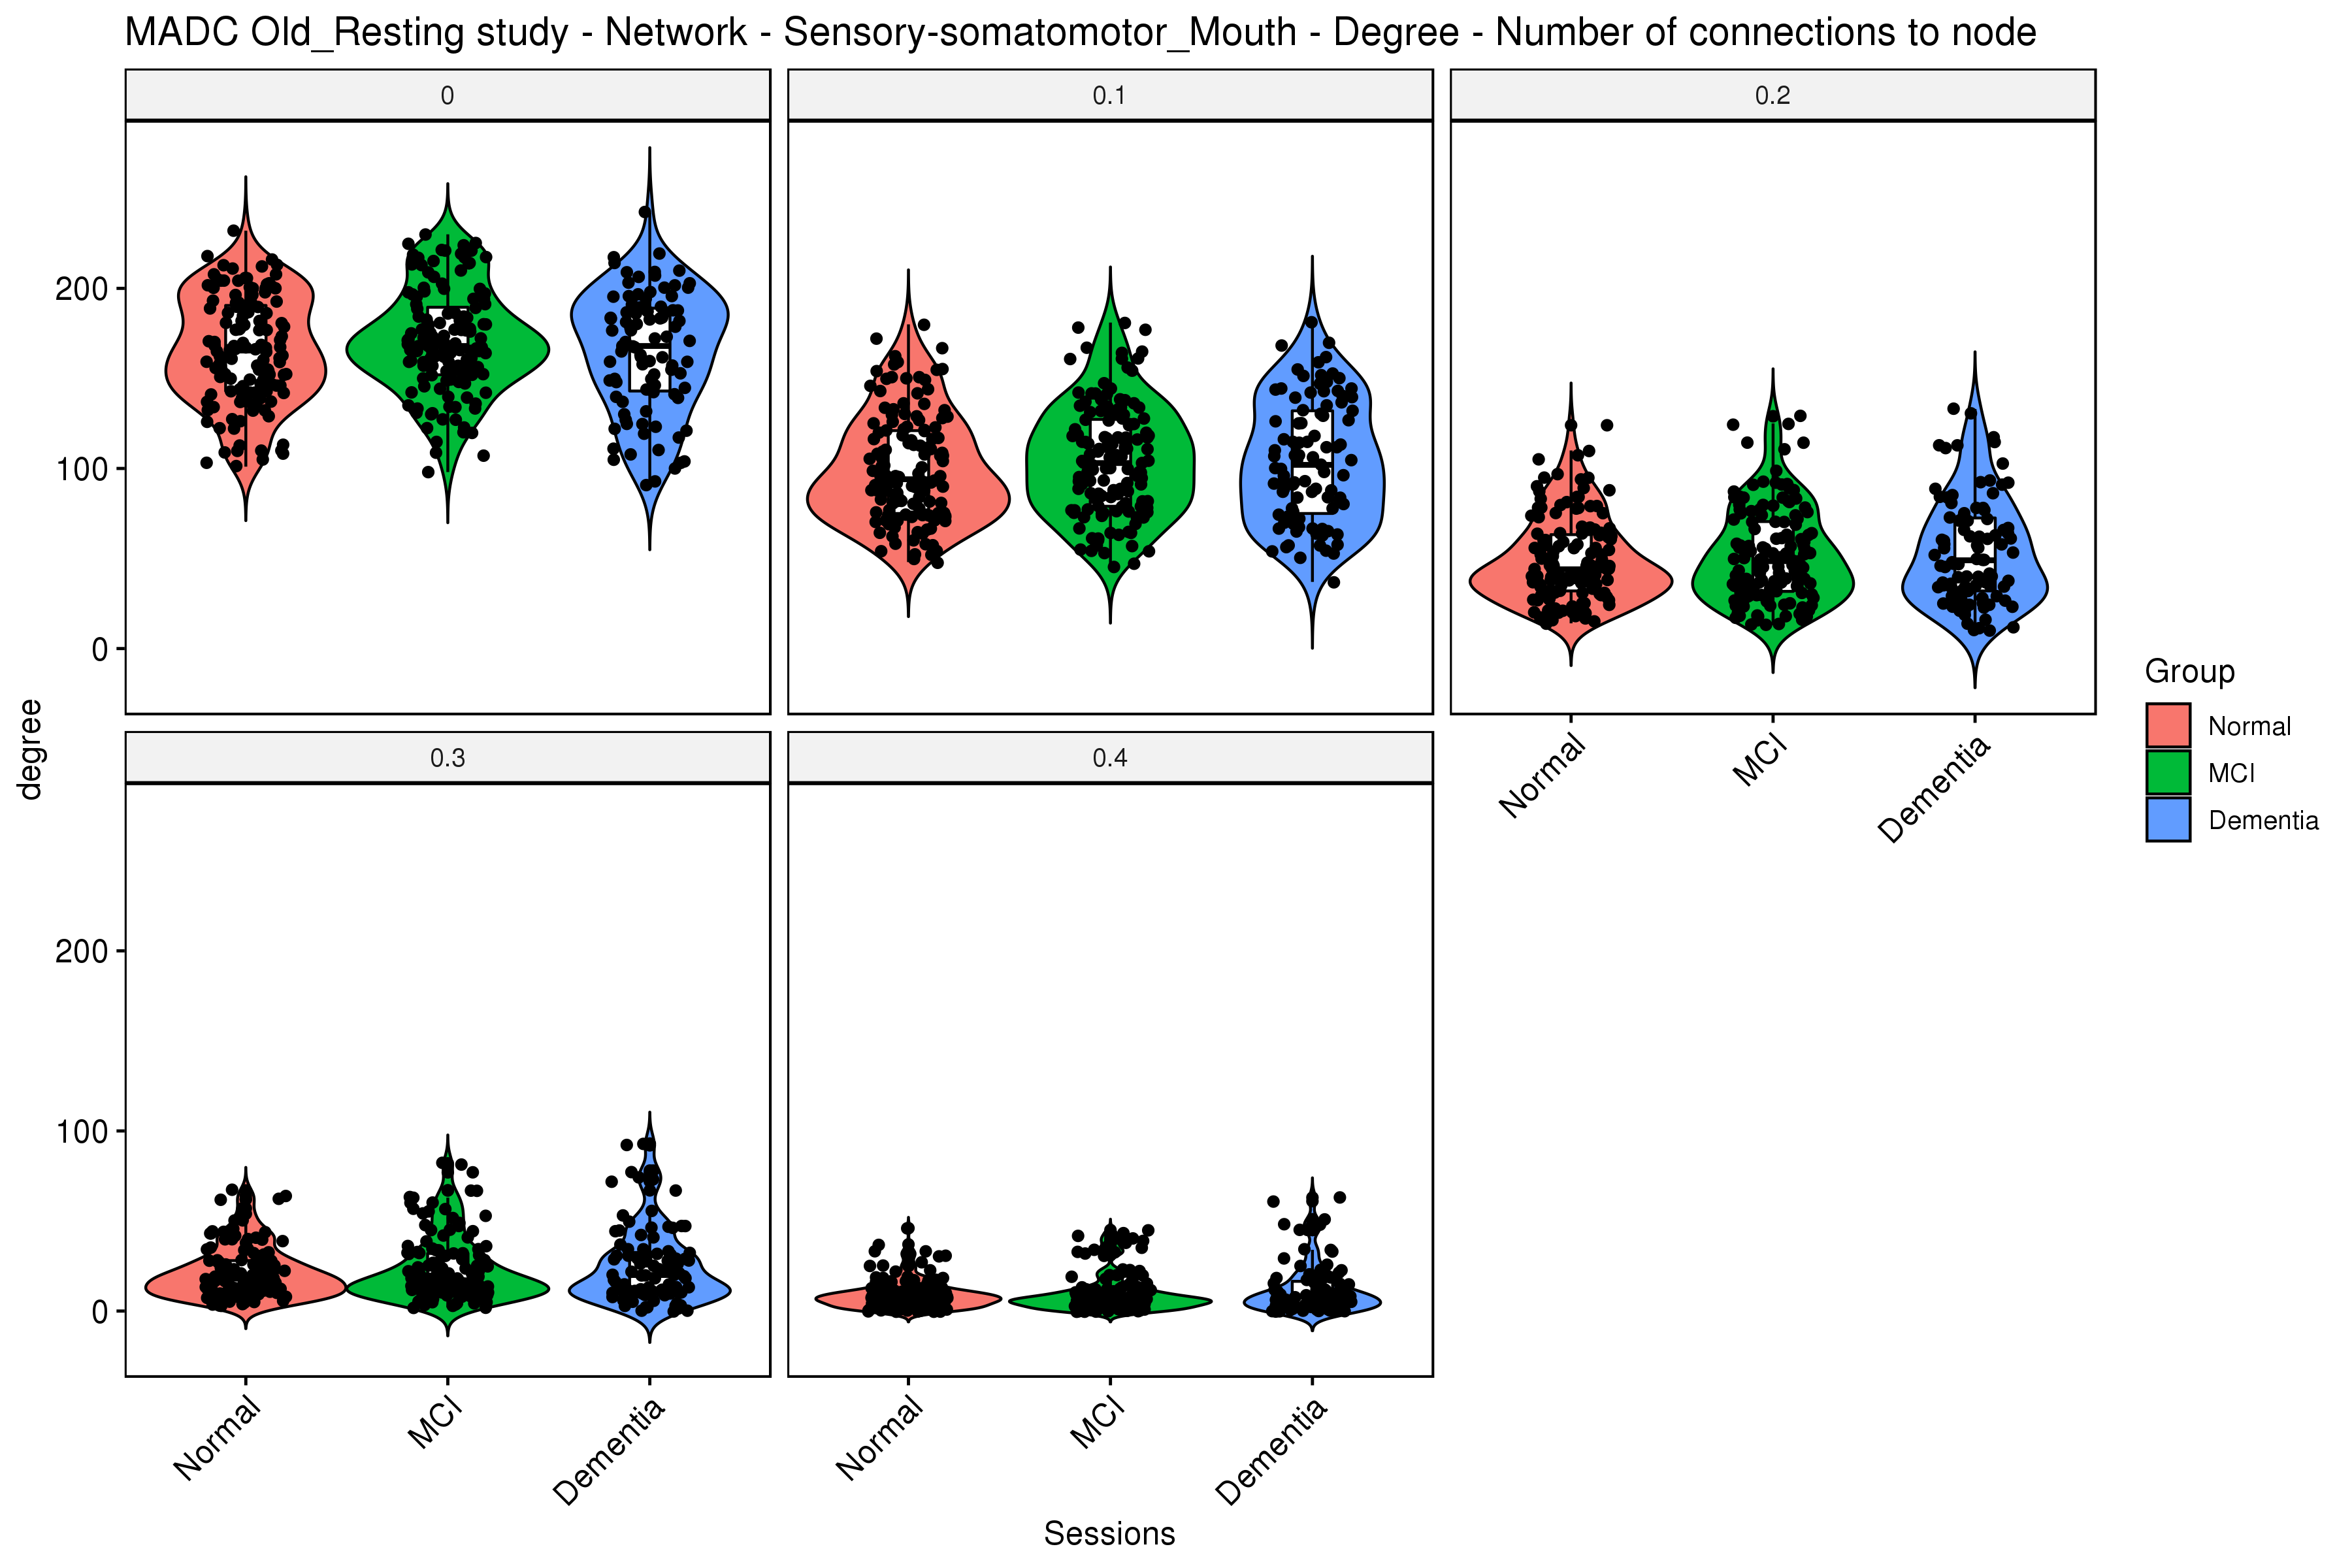 MADC Old_Resting study - Network - Sensory-somatomotor_Mouth - Degree - Number of connections to node
0
0.1
0.2
200
100
0
degree
Normal
MCI
Dementia
Group
Normal
MCI
Dementia
0.3
0.4
200
100
0
Normal
MCI
Dementia
Normal
MCI
Dementia
Sessions